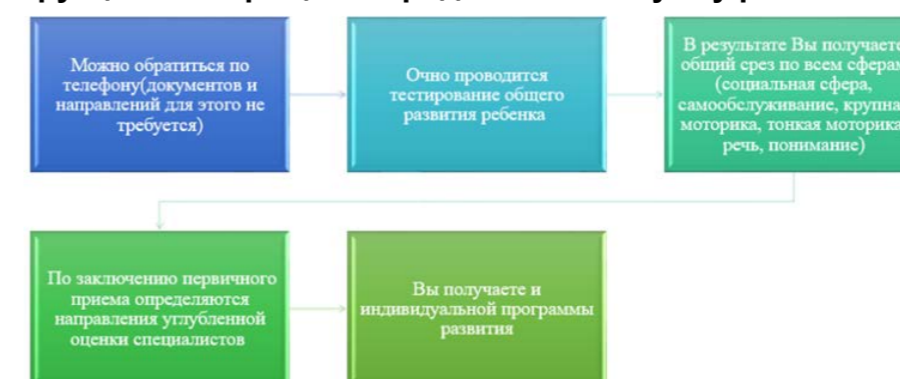 Можно обратиться по
телефону(документов и
направлений для этого не
требуется)
Очно проводится
тестирование общего
развития ребенка
В результате Вы получаете
общий срез по всем сферам
(социальная сфера,
самообслуживание, крупна
моторика, тонкая моторика
речь, понимание)
По заключению первичного
приема определяются
направления углубленной
оценки специалистов
Вы получаете и
индивидуальной программы
развития